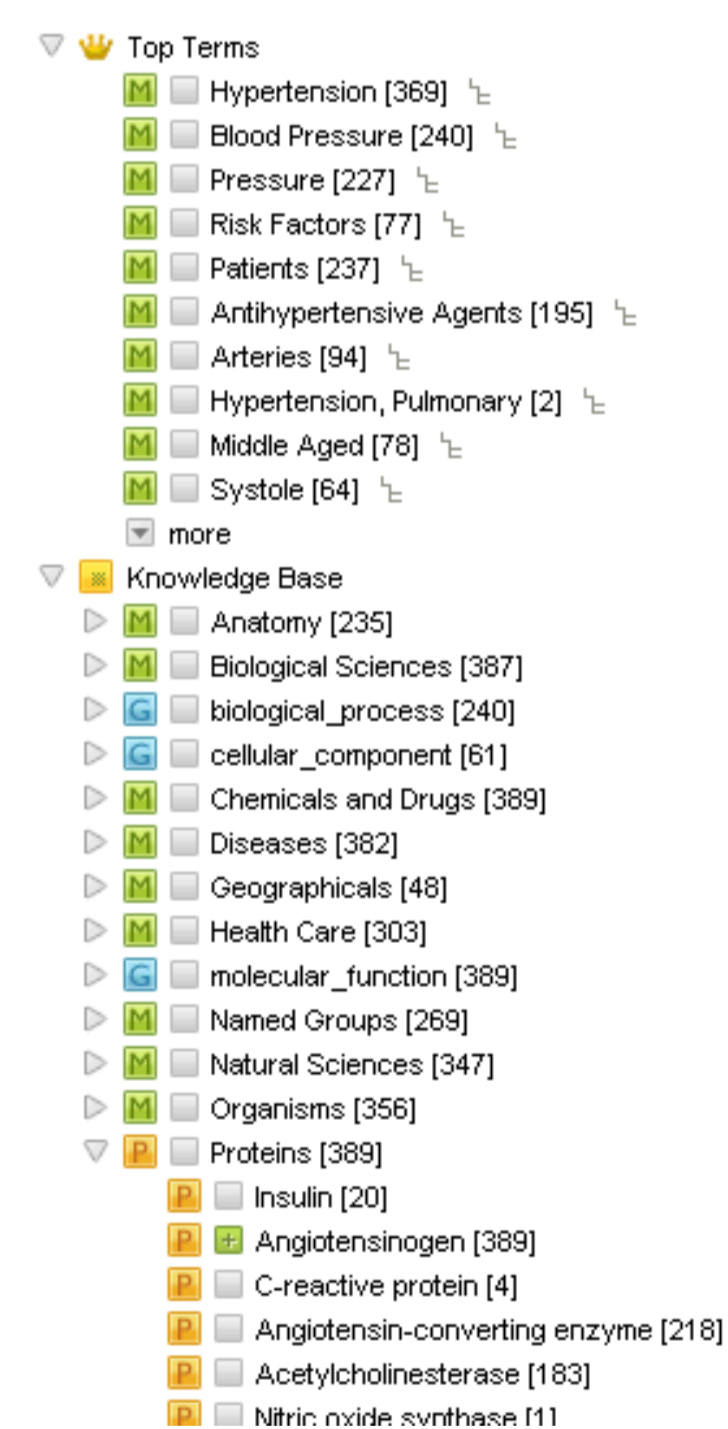 Top Terms
M Hypertension [369]
M Blood Pressure [240]
M Pressure [227]
M Risk Factors [77]
M Patients [237]
M Antihypertensive Agents [195]
M Arteries [94]
M Hypertension, Pulmonary [2]
M Middle Aged [78]
M Systole [64]
more
Knowledge Base
M Anatomy [235]
M Biological Sciences [387]
G biological_process [240]
G cellular_component [61]
M Chemicals and Drugs [389]
M Diseases [382]
M Geographicals [48]
M Health Care [303]
G molecular_function [389]
M Named Groups [269]
M Natural Sciences [347]
M Organisms [356]
P Proteins [389]
P Insulin [20]
P + Angiotensinogen [389]
P C-reactive protein [4]
P Angiotensin-converting enzyme [218]
P Acetylcholinesterase [183]
P Nitric oxide synthase [1]